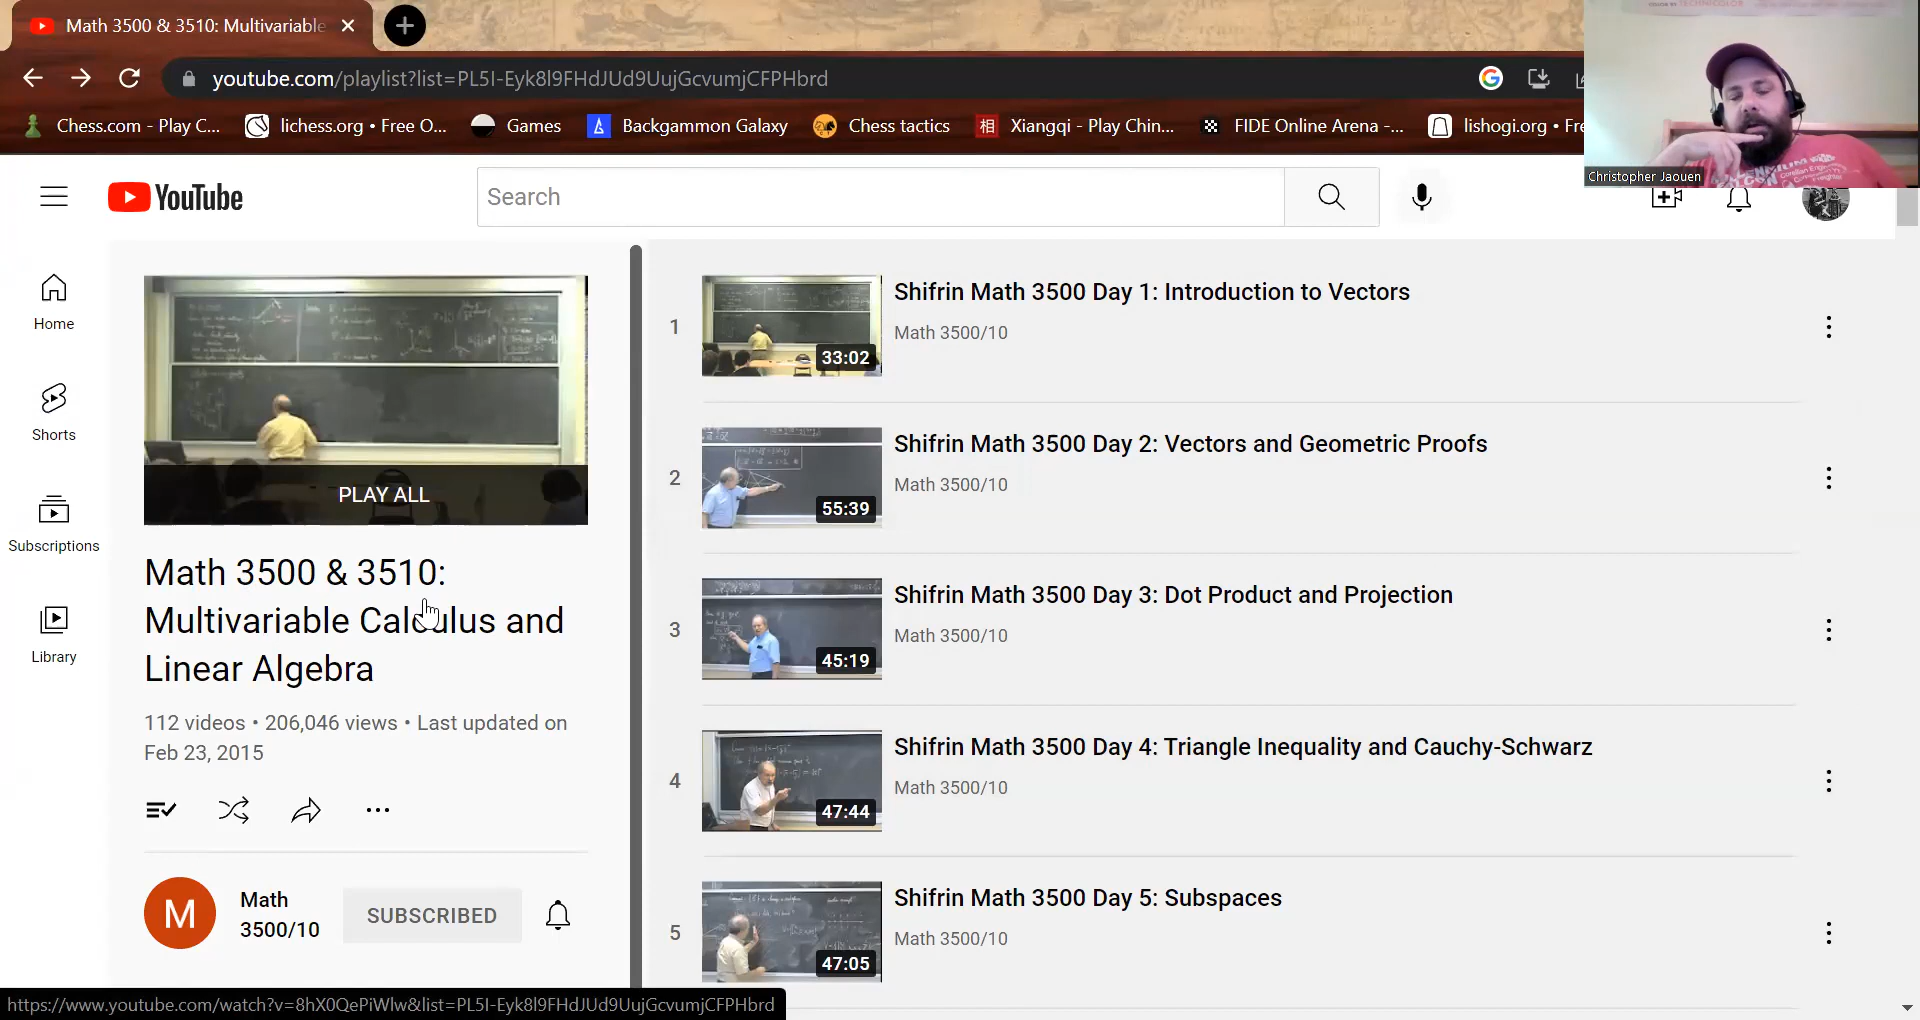 Math 3500 & 3510: Multivariable
youtube.com/playlist?list=PL5I-Eyk8l9FHdJUd9UujGcvumjCFPHbrd
Chess.com - Play C...
lichess.org • Free O...
Games
Backgammon Galaxy
Chess tactics
相
Xiangqi - Play Chin...
FIDE Online Arena -...
lishogi.org • Fre
COLOR BY TECHNICOLOR
Christopher Jaouen
YouTube
Search
Home
Shorts
Subscriptions
Library
PLAY ALL
Math 3500 & 3510:
Multivariable Calculus and
Linear Algebra
112 videos • 206,046 views • Last updated on
Feb 23, 2015
M
Math
3500/10
SUBSCRIBED
1
33:02
Shifrin Math 3500 Day 1: Introduction to Vectors
Math 3500/10
2
55:39
Shifrin Math 3500 Day 2: Vectors and Geometric Proofs
Math 3500/10
3
45:19
Shifrin Math 3500 Day 3: Dot Product and Projection
Math 3500/10
4
47:44
Shifrin Math 3500 Day 4: Triangle Inequality and Cauchy-Schwarz
Math 3500/10
5
47:05
Shifrin Math 3500 Day 5: Subspaces
Math 3500/10
https://www.youtube.com/watch?v=8hX0QePiWlw&list=PL5I-Eyk8l9FHdJUd9UujGcvumjCFPHbrd